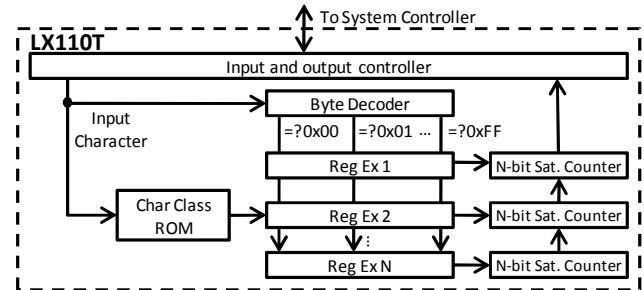 To System Controller
LX110T
Input and output controller
Byte Decoder
Input
Character
=?0x00 =?0x01 ... =?0xFF
Reg Ex 1
N-bit Sat. Counter
Char Class
ROM
Reg Ex 2
N-bit Sat. Counter
...
Reg Ex N
N-bit Sat. Counter